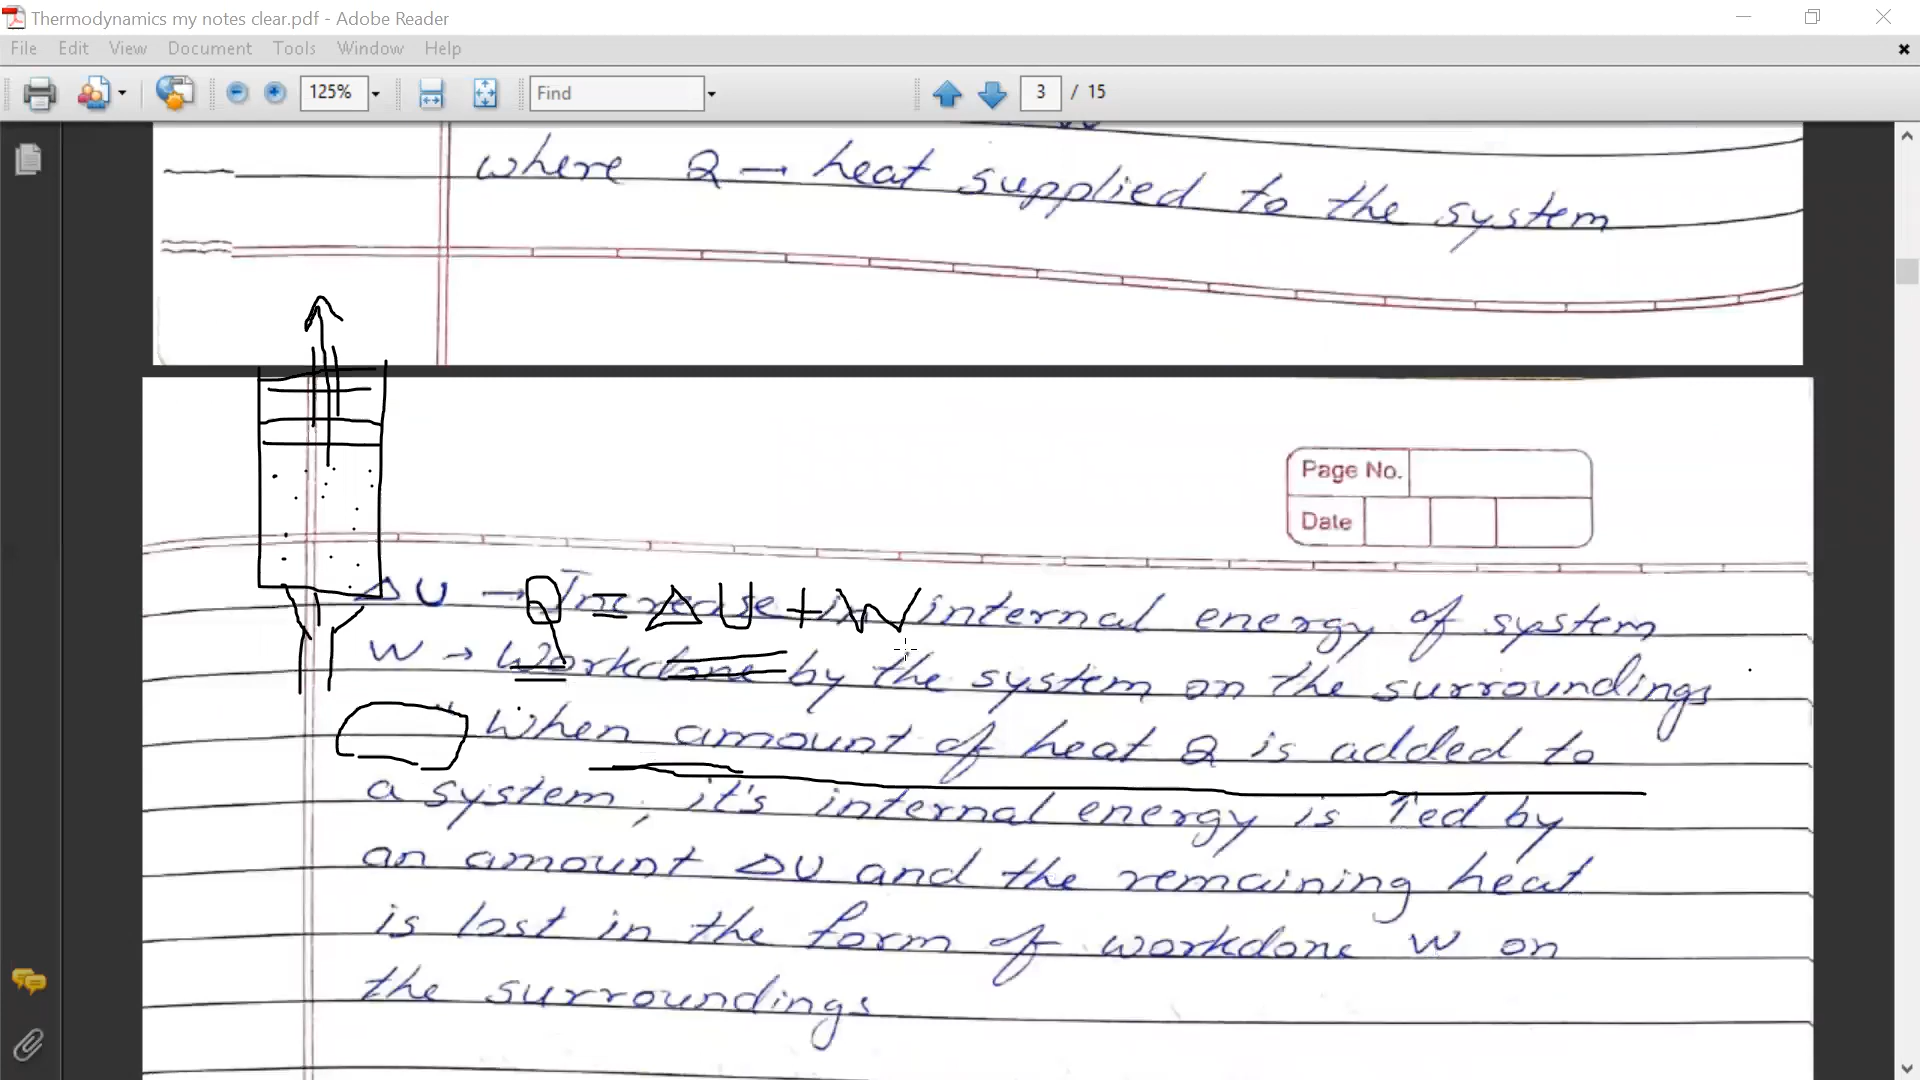 Thermodynamics my notes clear.pdf - Adobe Reader
File Edit View Document Tools Window Help
125% Find 3 / 15
where Q → heat supplied to the system
Page No.
Date
ΔU → Increase in internal energy of system
Q = ΔU + W
W → Workdone by the system on the surroundings
" When amount of heat Q is added to
a system, it's internal energy is ↑ed by
an amount ΔU and the remaining heat
is lost in the form of workdone W on
the surroundings